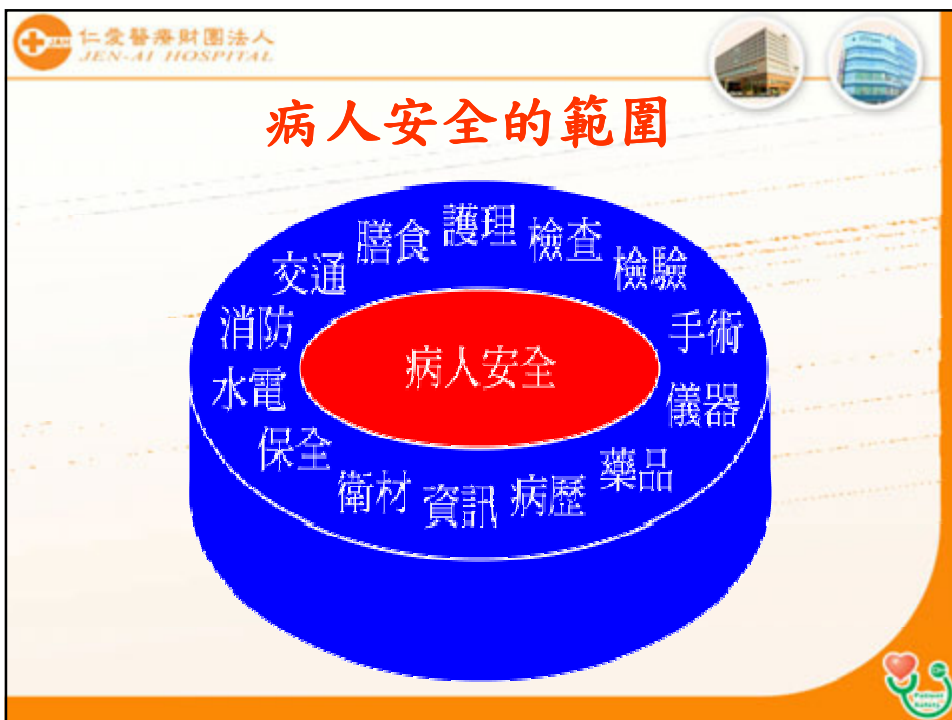 仁愛醫療財團法人
JEN-AI HOSPITAL
病人安全的範圍
護理
檢查
檢驗
手術
儀器
藥品
病歷
資訊
衛材
保全
水電
消防
交通
膳食
病人安全
Patient
Safety